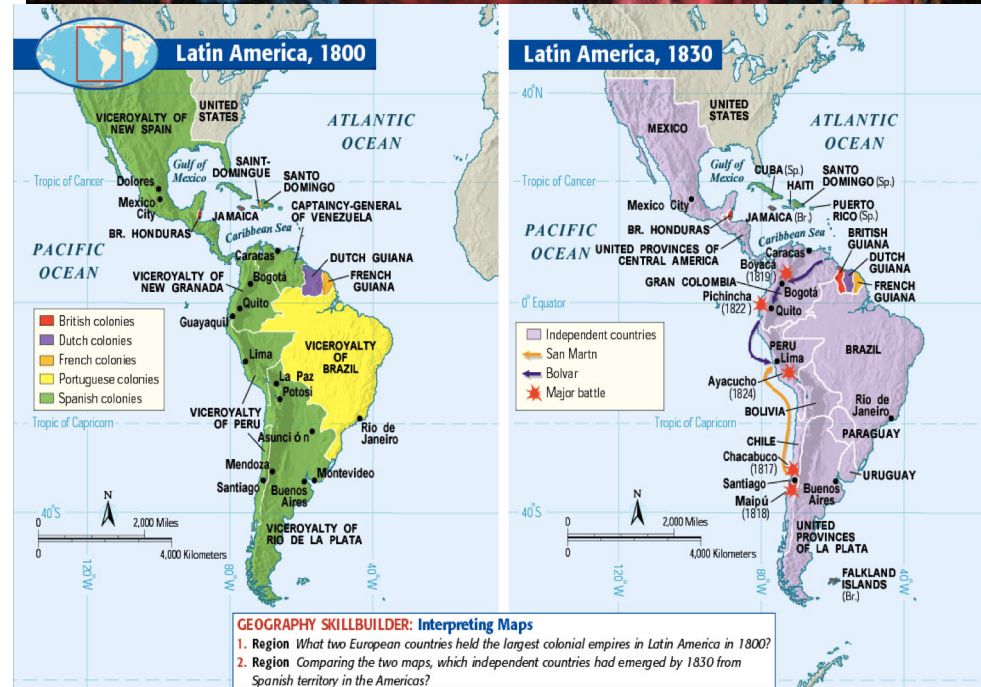 Latin America, 1800
UNITED
STATES
VICEROYALTY OF
NEW SPAIN
ATLANTIC
OCEAN
Gulf of
Mexico
SAINT-
DOMINGUE
SANTO
DOMINGO
Tropic of Cancer
Dolores
Mexico
City
CAPTAINCY-GENERAL
OF VENEZUELA
JAMAICA
BR. HONDURAS
Caribbean Sea
PACIFIC
OCEAN
Caracas
DUTCH GUIANA
VICEROYALTY OF
NEW GRANADA
Bogotá
FRENCH
GUIANA
Quito
Guayaquil
British colonies
Dutch colonies
French colonies
Portuguese colonies
Spanish colonies
Lima
VICEROYALTY
OF
BRAZIL
La Paz
Potosí
VICEROYALTY
OF PERU
Tropic of Capricorn
Asunción
Rio de
Janeiro
Mendoza
Montevideo
Santiago
Buenos
Aires
N
40°S
0
2,000 Miles
0
4,000 Kilometers
VICEROYALTY OF
RIO DE LA PLATA
120°W
80°W
40°W
Latin America, 1830
40°N
UNITED
STATES
MEXICO
ATLANTIC
OCEAN
Gulf of
Mexico
CUBA (Sp.)
SANTO
DOMINGO (Sp.)
Tropic of Cancer
HAITI
Mexico City
PUERTO
RICO (Sp.)
JAMAICA (Br.)
BR. HONDURAS
Caribbean Sea
BRITISH
GUIANA
PACIFIC
OCEAN
UNITED PROVINCES OF
CENTRAL AMERICA
Caracas
DUTCH
GUIANA
Boyacá
(1819)
GRAN COLOMBIA
FRENCH
GUIANA
Bogotá
Pichincha
(1822)
0° Equator
Quito
Independent countries
San Martn
Bolvar
Major battle
PERU
Lima
BRAZIL
Ayacucho
(1824)
BOLIVIA
Rio de
Janeiro
Tropic of Capricorn
PARAGUAY
CHILE
Chacabuco
(1817)
URUGUAY
Santiago
Buenos
Aires
Maipú
(1818)
N
40°S
0
2,000 Miles
0
4,000 Kilometers
UNITED
PROVINCES
OF LA PLATA
FALKLAND
ISLANDS
(Br.)
120°W
80°W
40°W
GEOGRAPHY SKILLBUILDER: Interpreting Maps
1. Region What two European countries held the largest colonial empires in Latin America in 1800?
2. Region Comparing the two maps, which independent countries had emerged by 1830 from
Spanish territory in the Americas?